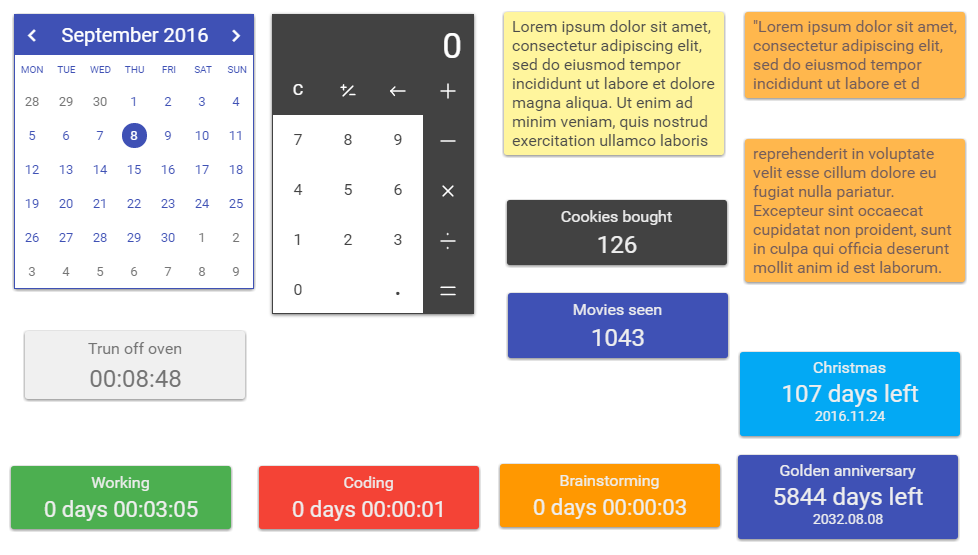 September 2016
MON TUE WED THU FRI SAT SUN
28 29 30 1 2 3 4
5 6 7 8 9 10 11
12 13 14 15 16 17 18
19 20 21 22 23 24 25
26 27 28 29 30 1 2
3 4 5 6 7 8 9
0
C +/- ← +
7 8 9 −
4 5 6 ×
1 2 3 ÷
0 . =
Lorem ipsum dolor sit amet,
consectetur adipiscing elit,
sed do eiusmod tempor
incididunt ut labore et dolore
magna aliqua. Ut enim ad
minim veniam, quis nostrud
exercitation ullamco laboris
"Lorem ipsum dolor sit amet,
consectetur adipiscing elit,
sed do eiusmod tempor
incididunt ut labore et d
reprehenderit in voluptate
velit esse cillum dolore eu
fugiat nulla pariatur.
Excepteur sint occaecat
cupidatat non proident, sunt
in culpa qui officia deserunt
mollit anim id est laborum.
Cookies bought
126
Movies seen
1043
Trun off oven
00:08:48
Christmas
107 days left
2016.11.24
Working
0 days 00:03:05
Coding
0 days 00:00:01
Brainstorming
0 days 00:00:03
Golden anniversary
5844 days left
2032.08.08